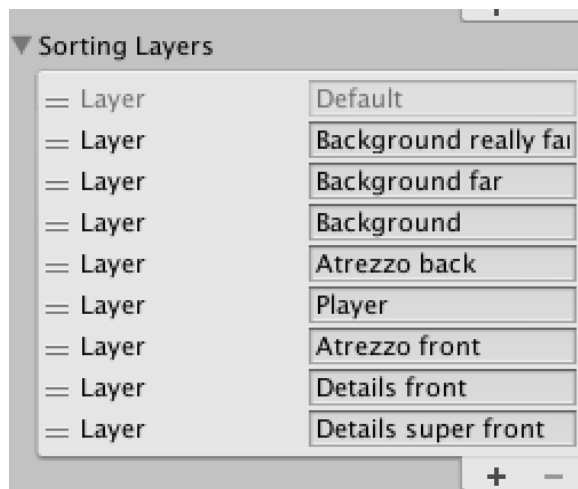 Sorting Layers
Layer Default
Layer Background really far
Layer Background far
Layer Background
Layer Atrezzo back
Layer Player
Layer Atrezzo front
Layer Details front
Layer Details super front